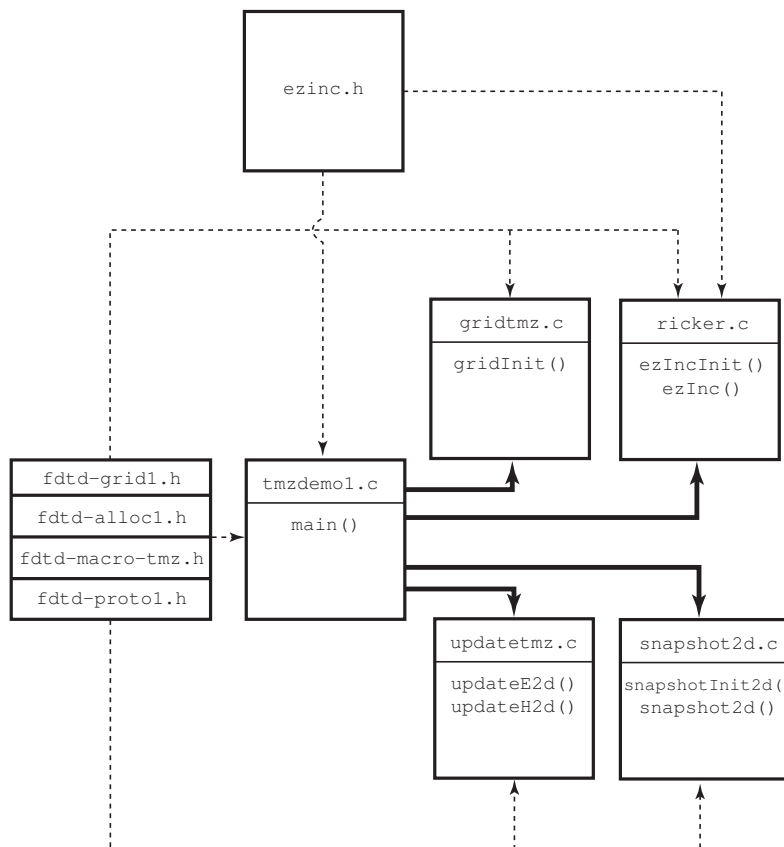 ezinc.h
gridtmz.c
gridInit()
ricker.c
ezIncInit()
ezInc()
fdtd-grid1.h
fdtd-alloc1.h
fdtd-macro-tmz.h
fdtd-proto1.h
tmzdemo1.c
main()
updatetmz.c
updateE2d()
updateH2d()
snapshot2d.c
snapshotInit2d(
snapshot2d()